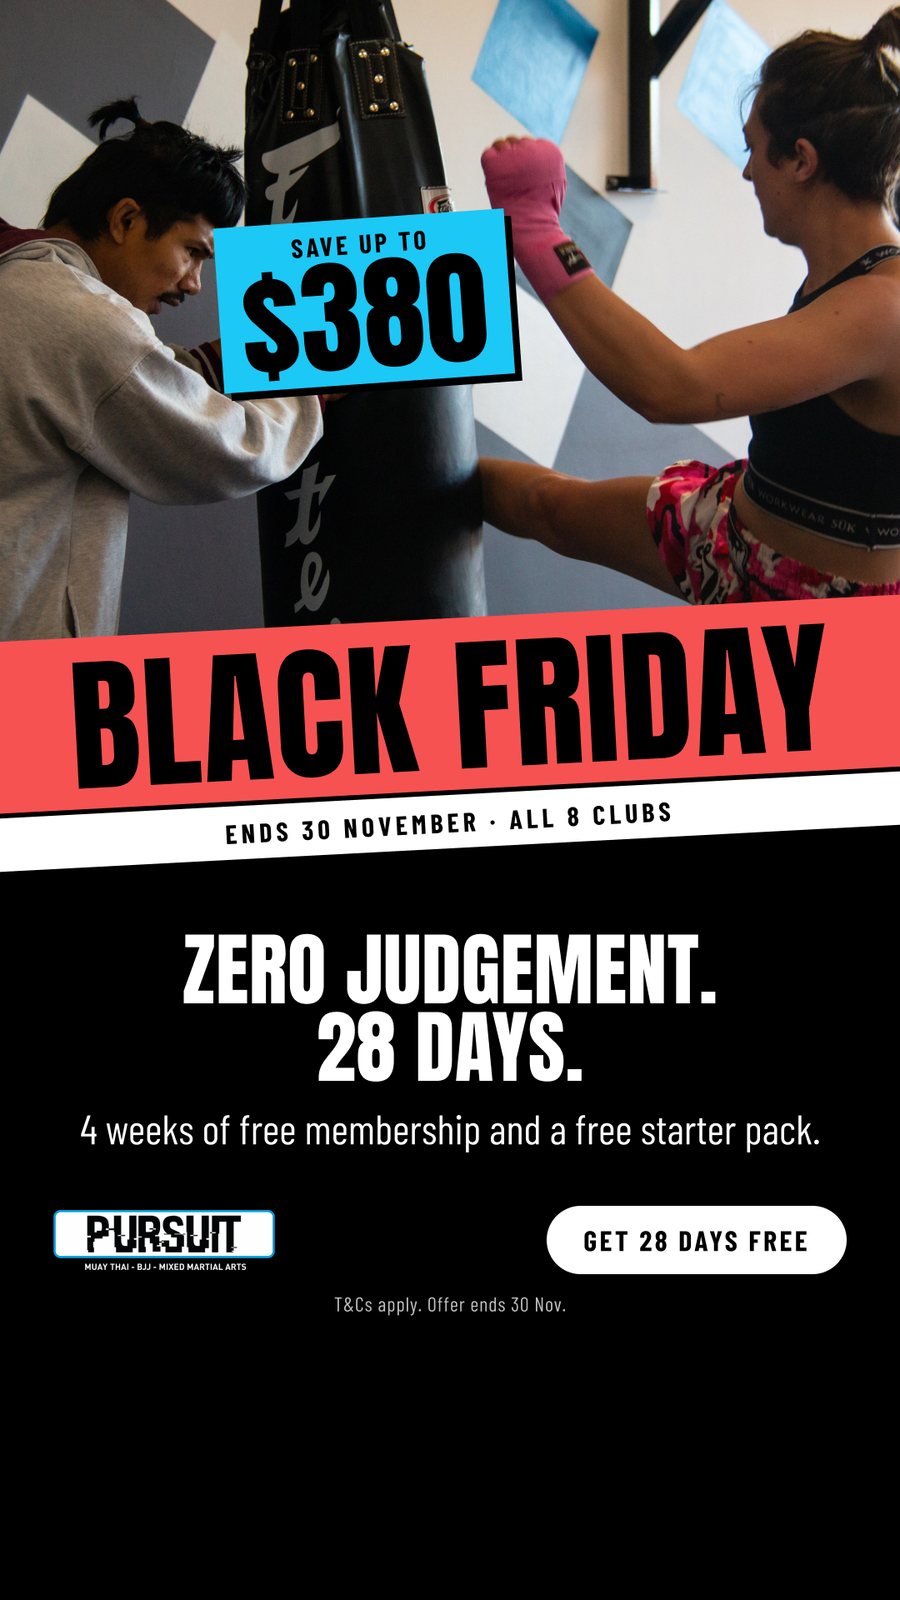 SAVE UP TO
$380
WORKWEAR SÜK
BLACK FRIDAY
ENDS 30 NOVEMBER · ALL 8 CLUBS
ZERO JUDGEMENT.
28 DAYS.
4 weeks of free membership and a free starter pack.
PURSUIT
MUAY THAI - BJJ - MIXED MARTIAL ARTS
GET 28 DAYS FREE
T&Cs apply. Offer ends 30 Nov.